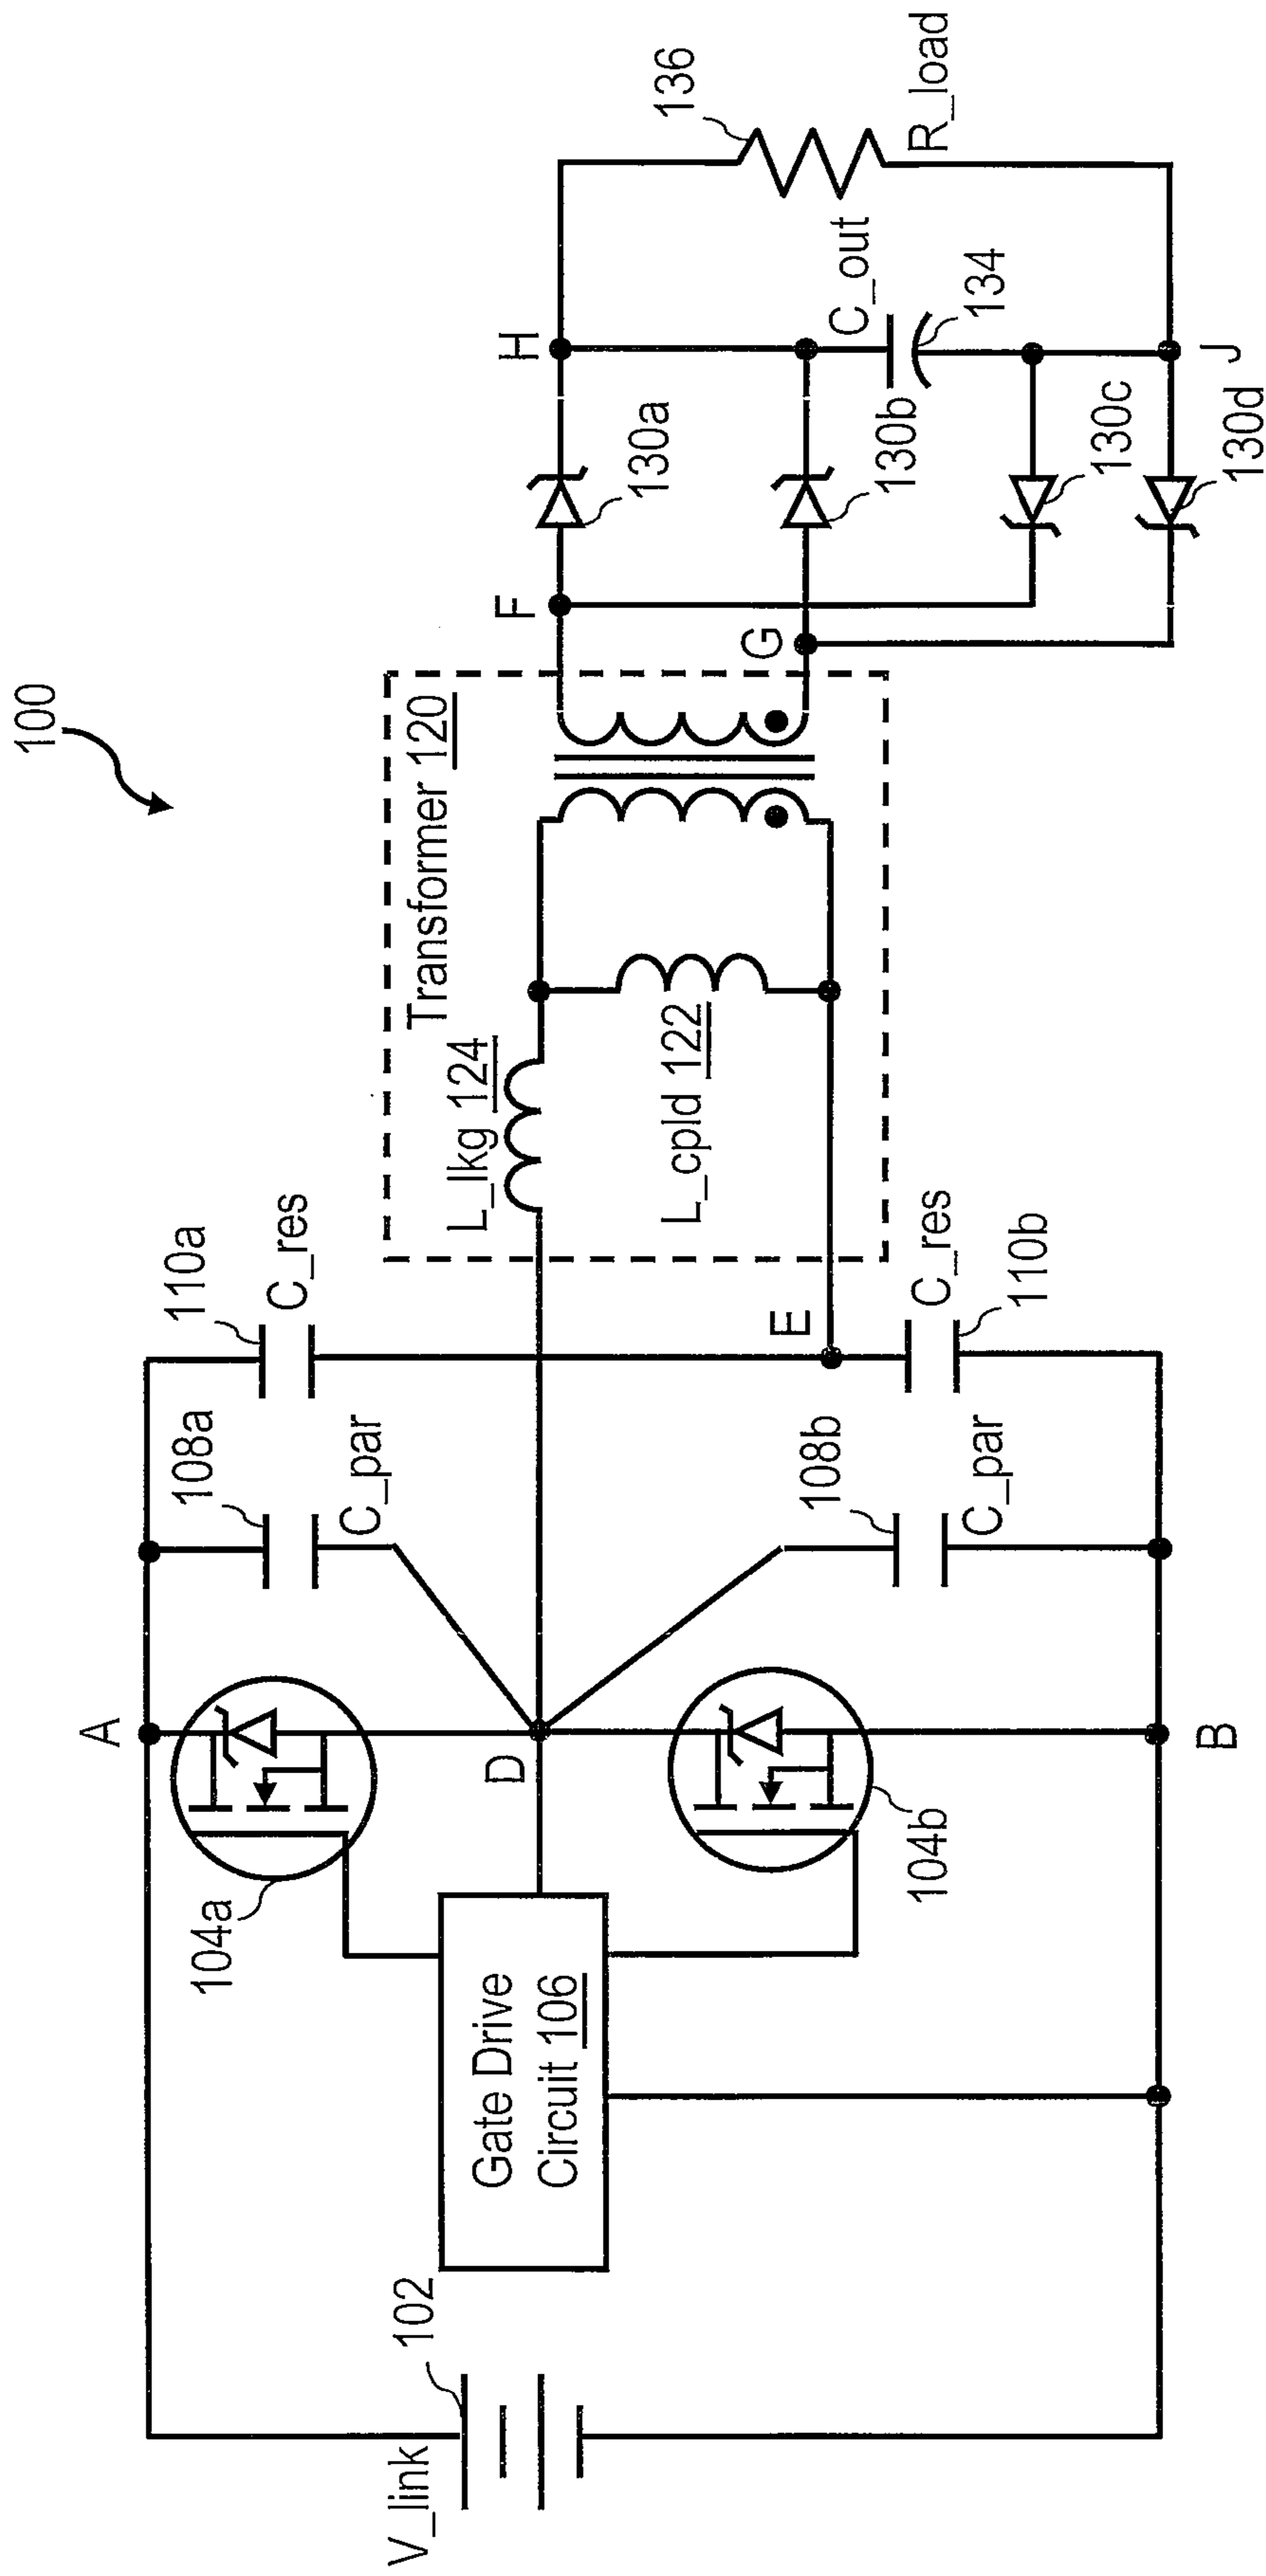 100
V_link
102
Gate Drive
Circuit 106
104a
104b
A
D
B
108a
C_par
108b
C_par
110a
C_res
E
C_res
110b
Transformer 120
L_lkg 124
L_cpld 122
F
G
H
J
130a
130b
130c
130d
C_out
134
136
R_load